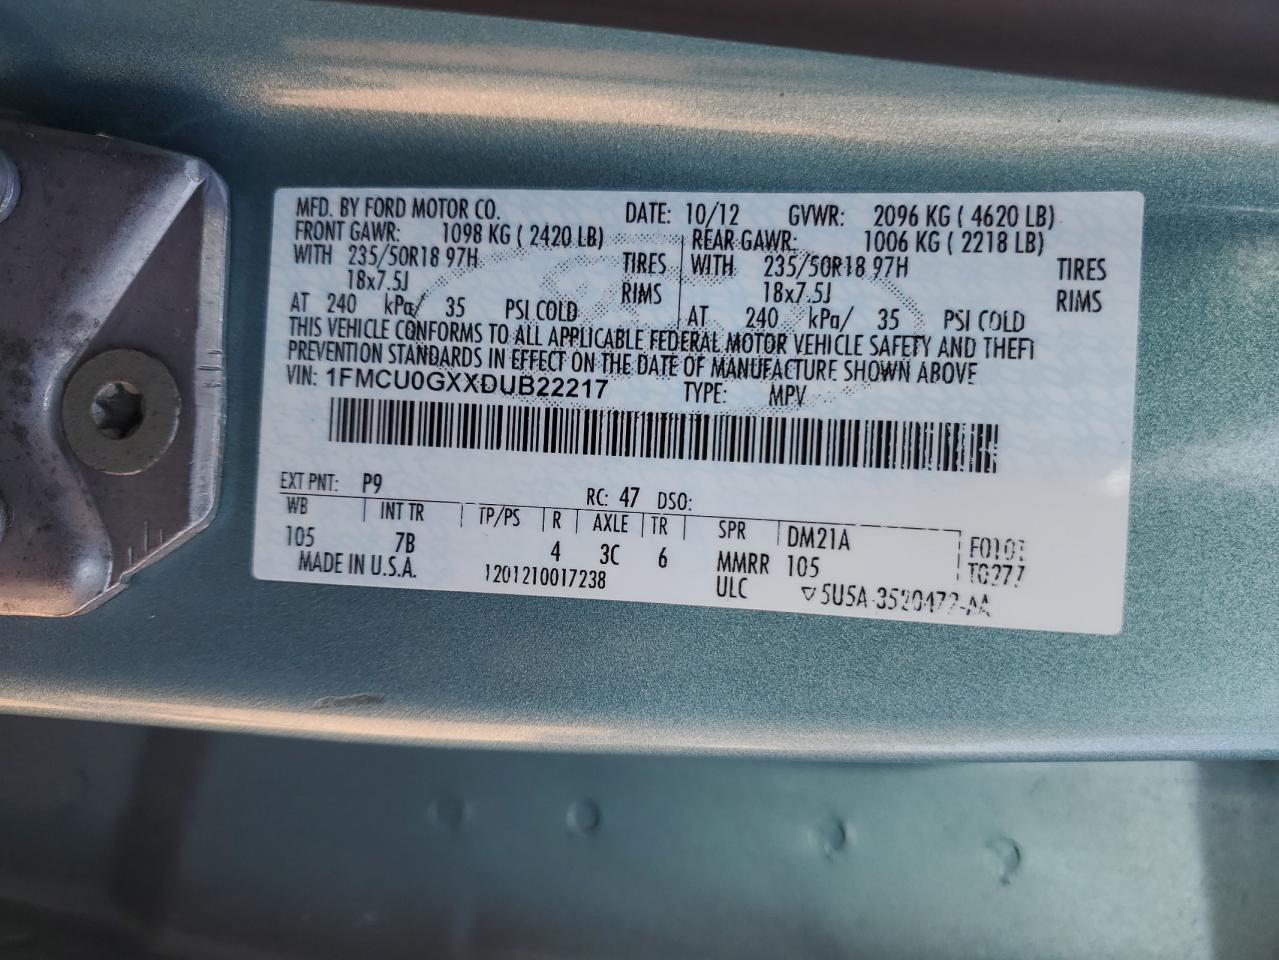 MFD. BY FORD MOTOR CO. DATE: 10/12 GVWR: 2096 KG ( 4620 LB)
FRONT GAWR: 1098 KG ( 2420 LB) REAR GAWR: 1006 KG ( 2218 LB)
WITH 235/50R18 97H TIRES WITH 235/50R18 97H TIRES
18x7.5J RIMS 18x7.5J RIMS
AT 240 kPa/ 35 PSI COLD AT 240 kPa/ 35 PSI COLD
THIS VEHICLE CONFORMS TO ALL APPLICABLE FEDERAL MOTOR VEHICLE SAFETY AND THEFT
PREVENTION STANDARDS IN EFFECT ON THE DATE OF MANUFACTURE SHOWN ABOVE
VIN: 1FMCU0GXXDUB22217 TYPE: MPV
EXT PNT: P9 RC: 47 DSO:
WB INT TR TP/PS R AXLE TR SPR DM21A F0101
105 7B 4 3C 6 MMRR 105 T0277
MADE IN U.S.A. 1201210017238 ULC ▽5U5A-3520472-AA